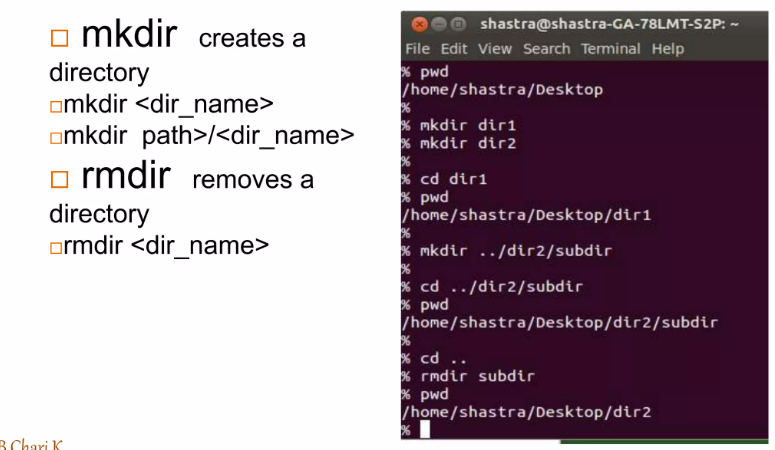 mkdir creates a
directory
mkdir <dir_name>
mkdir path>/<dir_name>
rmdir removes a
directory
rmdir <dir_name>
shastra@shastra-GA-78LMT-S2P: ~
File Edit View Search Terminal Help
% pwd
/home/shastra/Desktop
%
% mkdir dir1
% mkdir dir2
%
% cd dir1
% pwd
/home/shastra/Desktop/dir1
%
% mkdir ../dir2/subdir
%
% cd ../dir2/subdir
% pwd
/home/shastra/Desktop/dir2/subdir
%
% cd ..
% rmdir subdir
% pwd
/home/shastra/Desktop/dir2
%
B Chari K